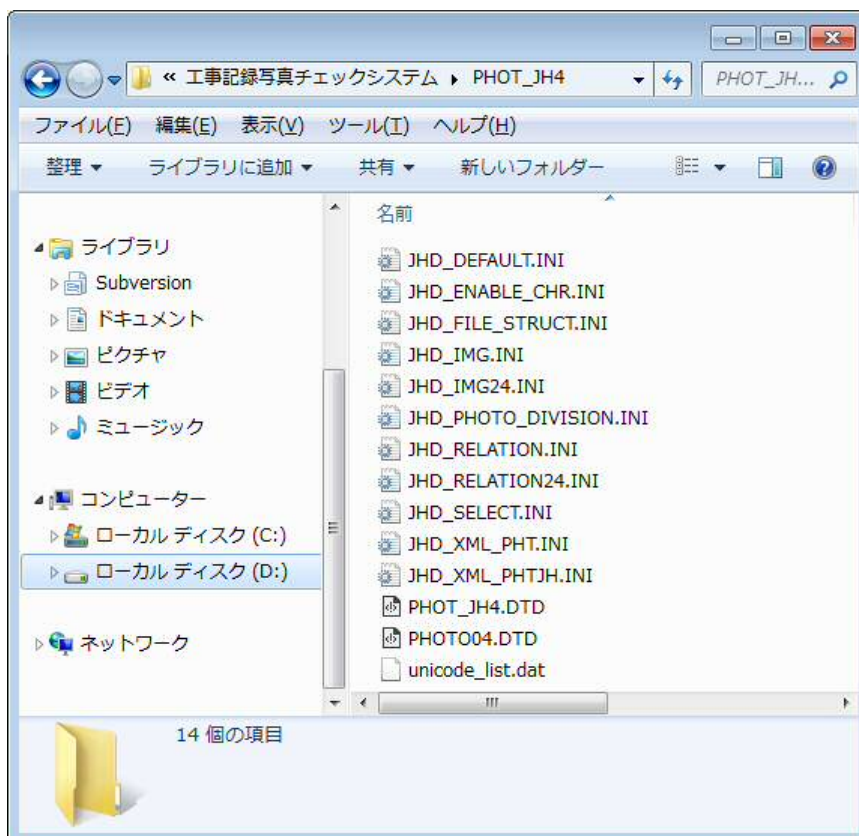 « 工事記録写真チェックシステム ▸ PHOT_JH4
PHOT_JH...
ファイル(F) 編集(E) 表示(V) ツール(T) ヘルプ(H)
整理 ライブラリに追加 共有 新しいフォルダー
名前
ライブラリ
Subversion
ドキュメント
ピクチャ
ビデオ
ミュージック
コンピューター
ローカル ディスク (C:)
ローカル ディスク (D:)
ネットワーク
JHD_DEFAULT.INI
JHD_ENABLE_CHR.INI
JHD_FILE_STRUCT.INI
JHD_IMG.INI
JHD_IMG24.INI
JHD_PHOTO_DIVISION.INI
JHD_RELATION.INI
JHD_RELATION24.INI
JHD_SELECT.INI
JHD_XML_PHT.INI
JHD_XML_PHTJH.INI
PHOT_JH4.DTD
PHOTO04.DTD
unicode_list.dat
14 個の項目